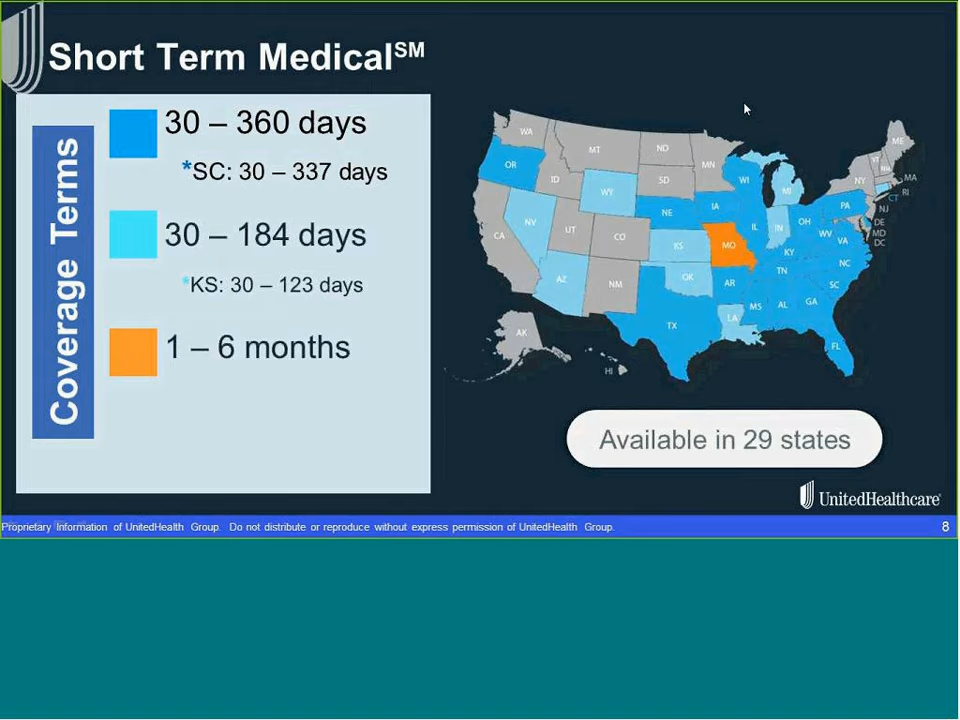 Short Term Medical℠
Coverage Terms
30 – 360 days
*SC: 30 – 337 days
30 – 184 days
*KS: 30 – 123 days
1 – 6 months
WA
MT
ND
MN
ME
VT
NH
OR
ID
SD
WI
MI
NY
MA
RI
CT
WY
NE
IA
PA
NJ
NV
UT
CO
IL
IN
OH
DE
MD
DC
CA
KS
MO
KY
WV
VA
AZ
NM
OK
AR
TN
NC
SC
TX
LA
MS
AL
GA
FL
AK
HI
Available in 29 states
UnitedHealthcare
Proprietary Information of UnitedHealth Group. Do not distribute or reproduce without express permission of UnitedHealth Group.
8